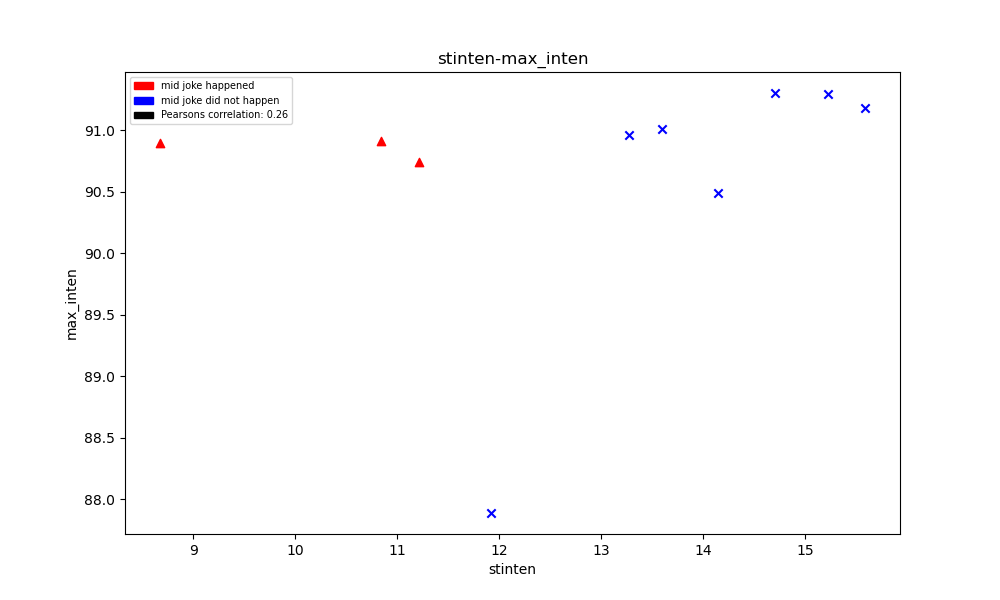 stinten-max_inten
mid joke happened
mid joke did not happen
Pearsons correlation: 0.26
91.0
90.5
90.0
89.5
89.0
88.5
88.0
max_inten
9 10 11 12 13 14 15
stinten